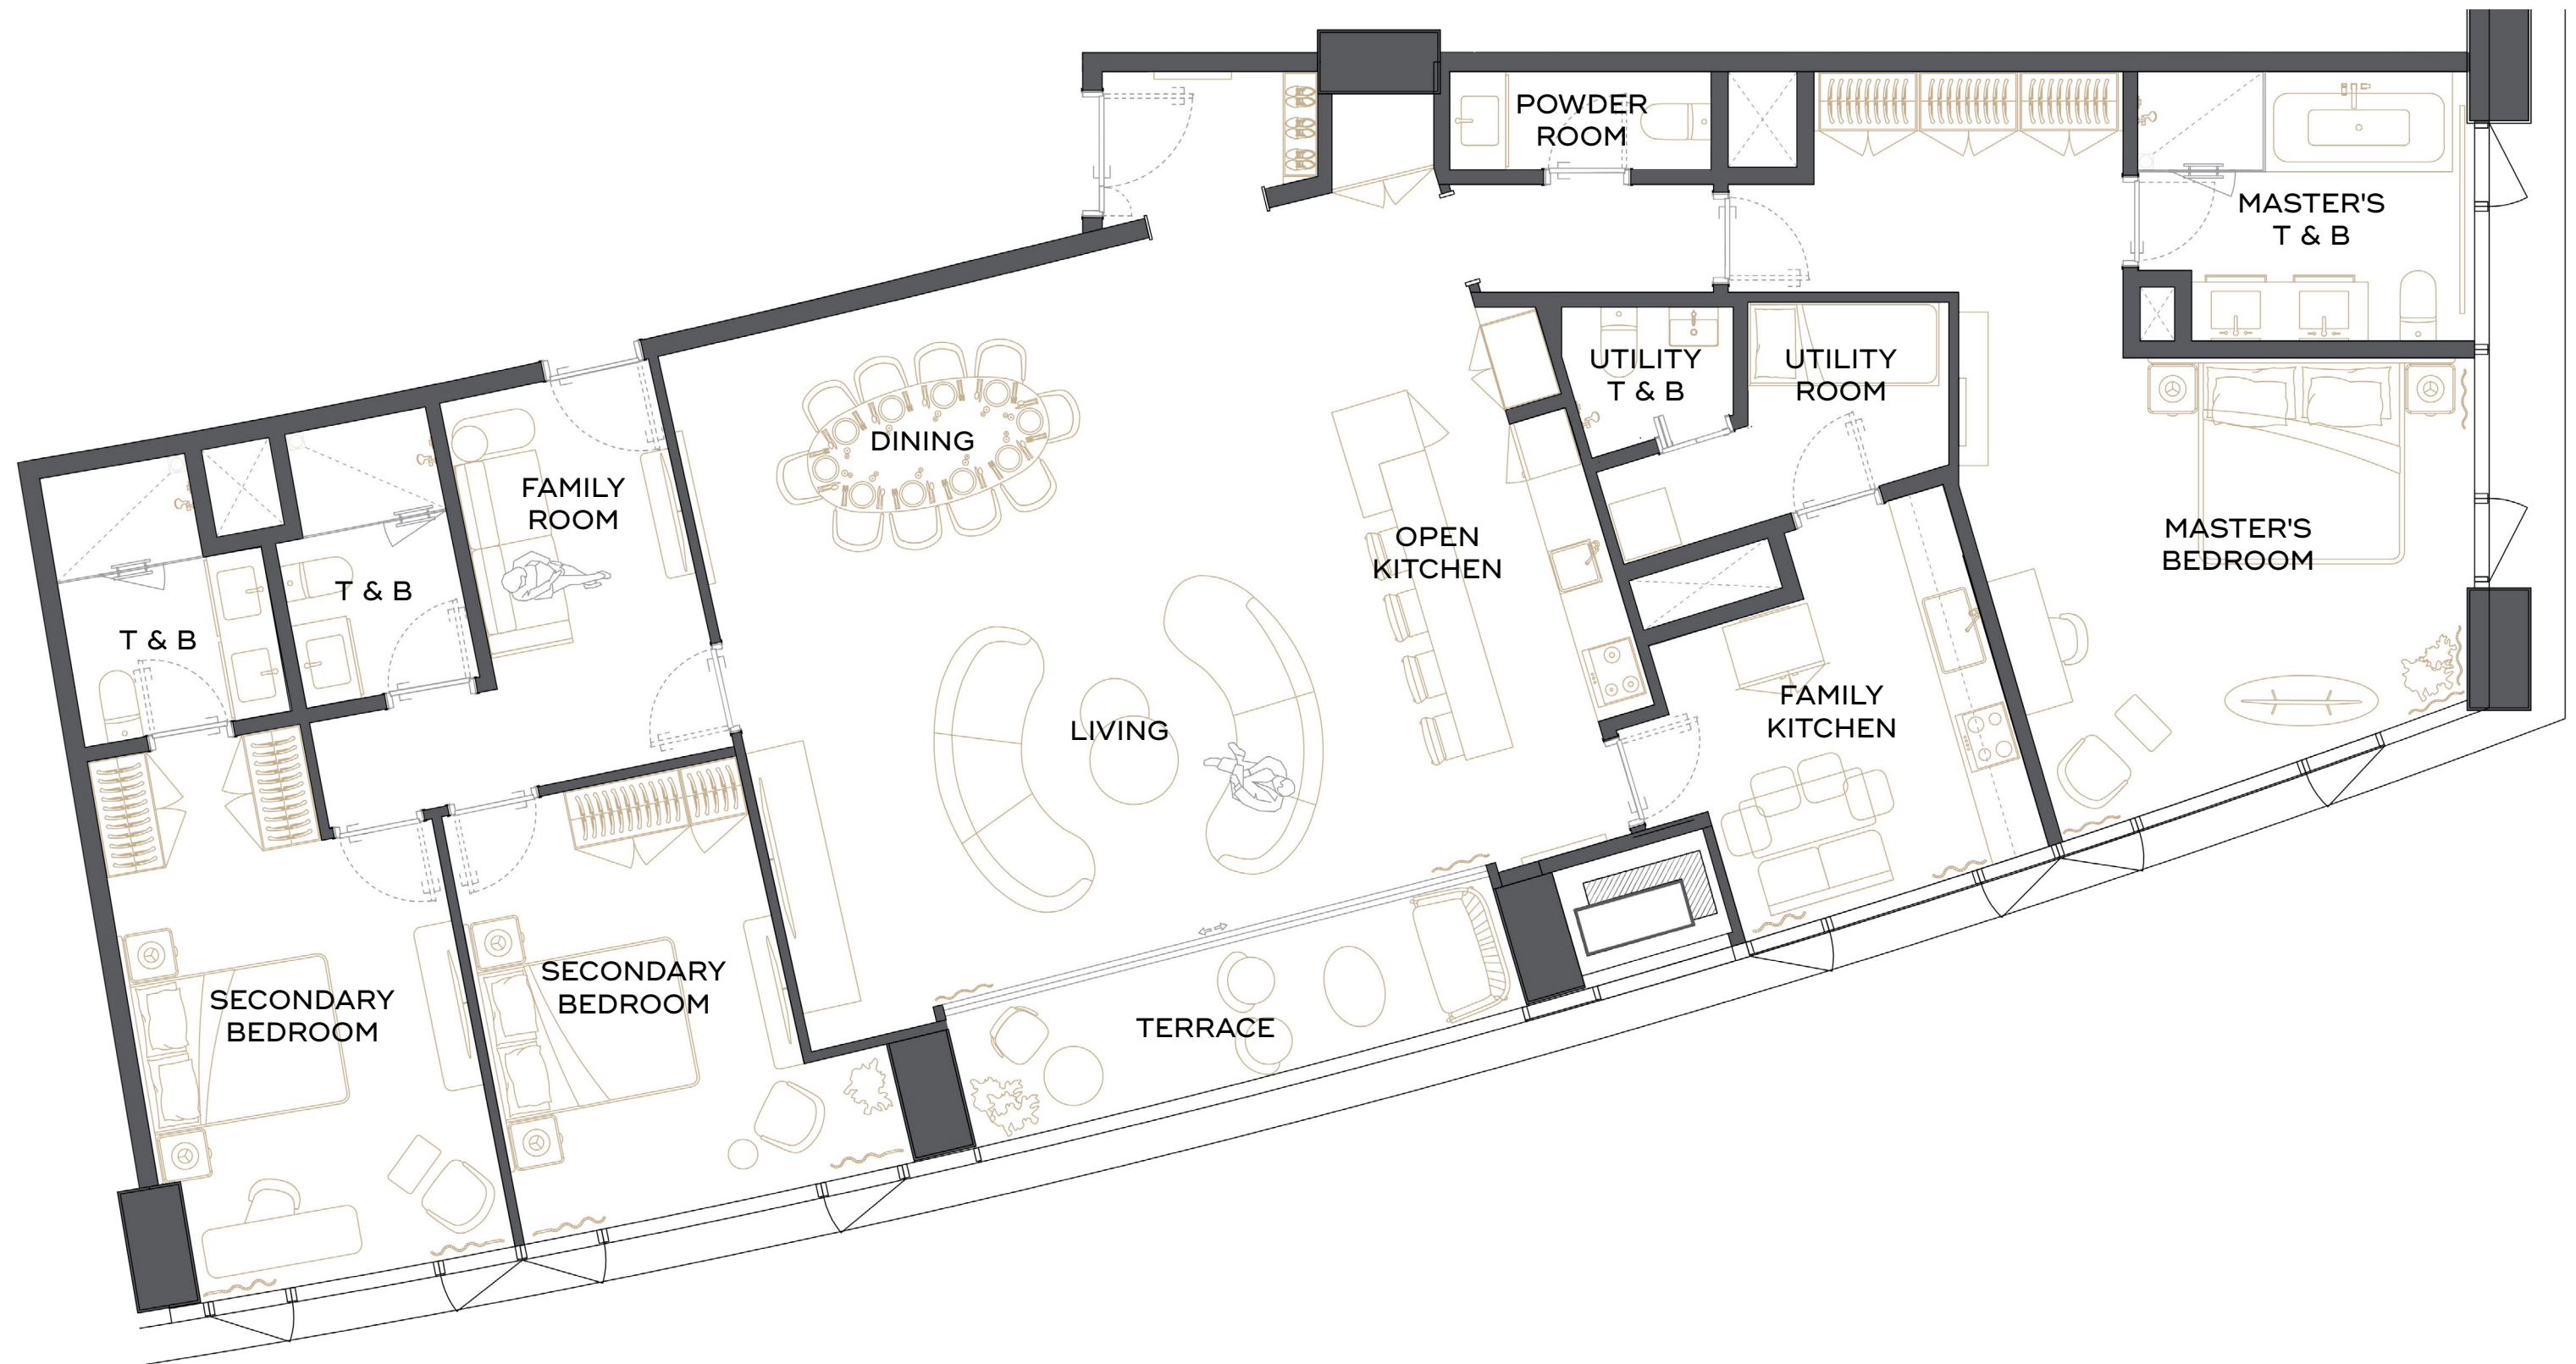 POWDER
ROOM
MASTER'S
T & B
UTILITY
T & B
UTILITY
ROOM
DINING
FAMILY
ROOM
OPEN
KITCHEN
MASTER'S
BEDROOM
T & B
T & B
LIVING
FAMILY
KITCHEN
SECONDARY
BEDROOM
SECONDARY
BEDROOM
TERRACE